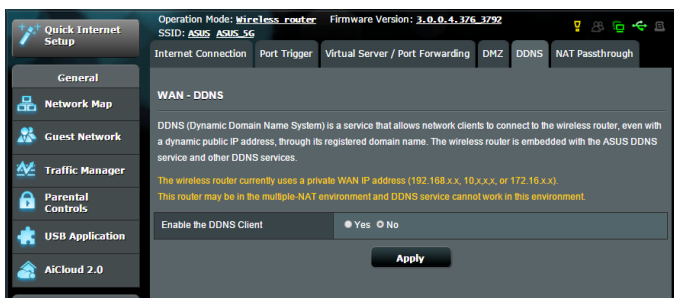 Quick Internet
Setup
Operation Mode: Wireless router Firmware Version: 3.0.0.4.376_3792
SSID: ASUS ASUS_5G
Internet Connection Port Trigger Virtual Server / Port Forwarding DMZ DDNS NAT Passthrough
General
Network Map
Guest Network
Traffic Manager
Parental
Controls
USB Application
AiCloud 2.0
WAN - DDNS
DDNS (Dynamic Domain Name System) is a service that allows network clients to connect to the wireless router, even with
a dynamic public IP address, through its registered domain name. The wireless router is embedded with the ASUS DDNS
service and other DDNS services.
The wireless router currently uses a private WAN IP address (192.168.x.x, 10,x,x,x, or 172.16.x.x).
This router may be in the multiple-NAT environment and DDNS service cannot work in this environment.
Enable the DDNS Client Yes No
Apply